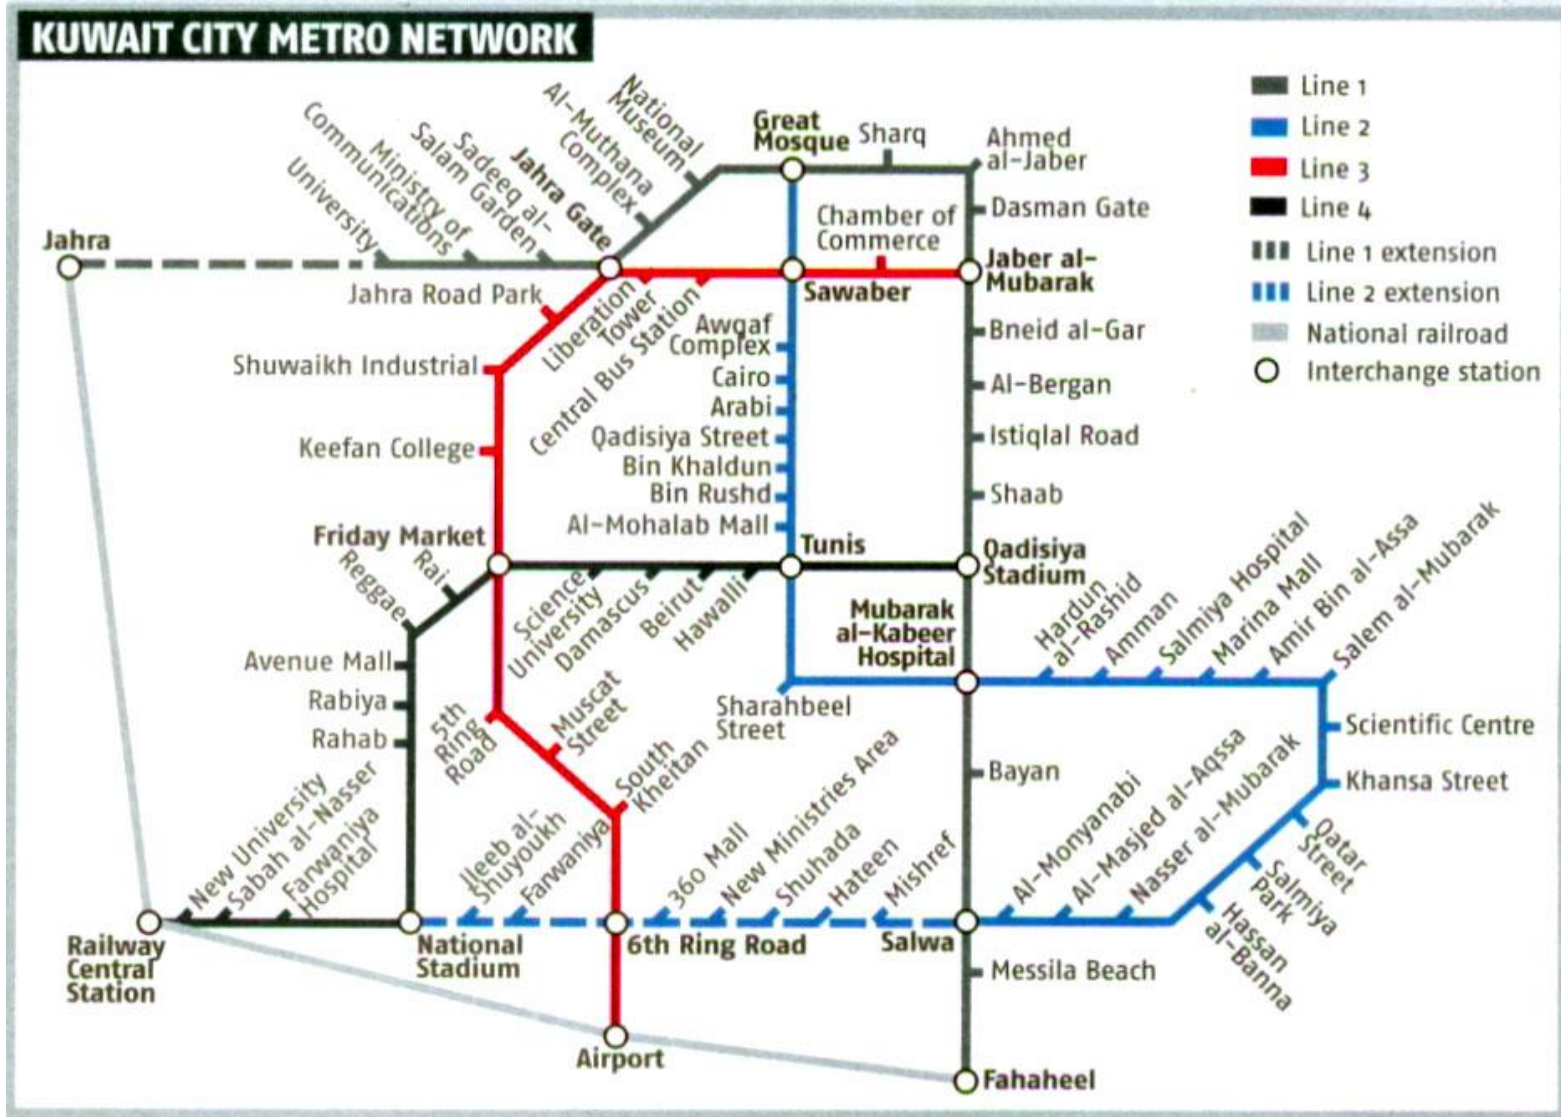 KUWAIT CITY METRO NETWORK
Line 1
Line 2
Line 3
Line 4
Line 1 extension
Line 2 extension
National railroad
Interchange station
Jahra
University
Ministry of
Communications
Sadeeq al-
Salam Garden
Jahra Gate
Al-Muthana
Complex
National
Museum
Great
Mosque
Sharq
Ahmed
al-Jaber
Dasman Gate
Chamber of
Commerce
Jaber al-
Mubarak
Sawaber
Jahra Road Park
Liberation
Tower
Central Bus Station
Shuwaikh Industrial
Keefan College
Friday Market
Awqaf
Complex
Cairo
Arabi
Qadisiya Street
Bin Khaldun
Bin Rushd
Al-Mohalab Mall
Tunis
Bneid al-Gar
Al-Bergan
Istiqlal Road
Shaab
Qadisiya
Stadium
Rai
Reggae
Avenue Mall
Rabiya
Rahab
Science
University
Damascus
Beirut
Hawalli
Mubarak
al-Kabeer
Hospital
Hardun
al-Rashid
Amman
Salmiya Hospital
Marina Mall
Amir Bin al-Assa
Salem al-Mubarak
Scientific Centre
Khansa Street
Qatar
Street
Salmiya
Park
Hassan
al-Banna
Nasser al-Mubarak
Al-Masjed al-Aqssa
Al-Monyanabi
Sharahbeel
Street
Bayan
5th
Ring
Road
Muscat
Street
South
Kheitan
New University
Sabah al-Nasser
Farwaniya
Hospital
Jleeb al-
Shuyoukh
Farwaniya
360 Mall
New Ministries Area
Shuhada
Hateen
Mishref
Railway
Central
Station
National
Stadium
6th Ring Road
Salwa
Messila Beach
Airport
Fahaheel